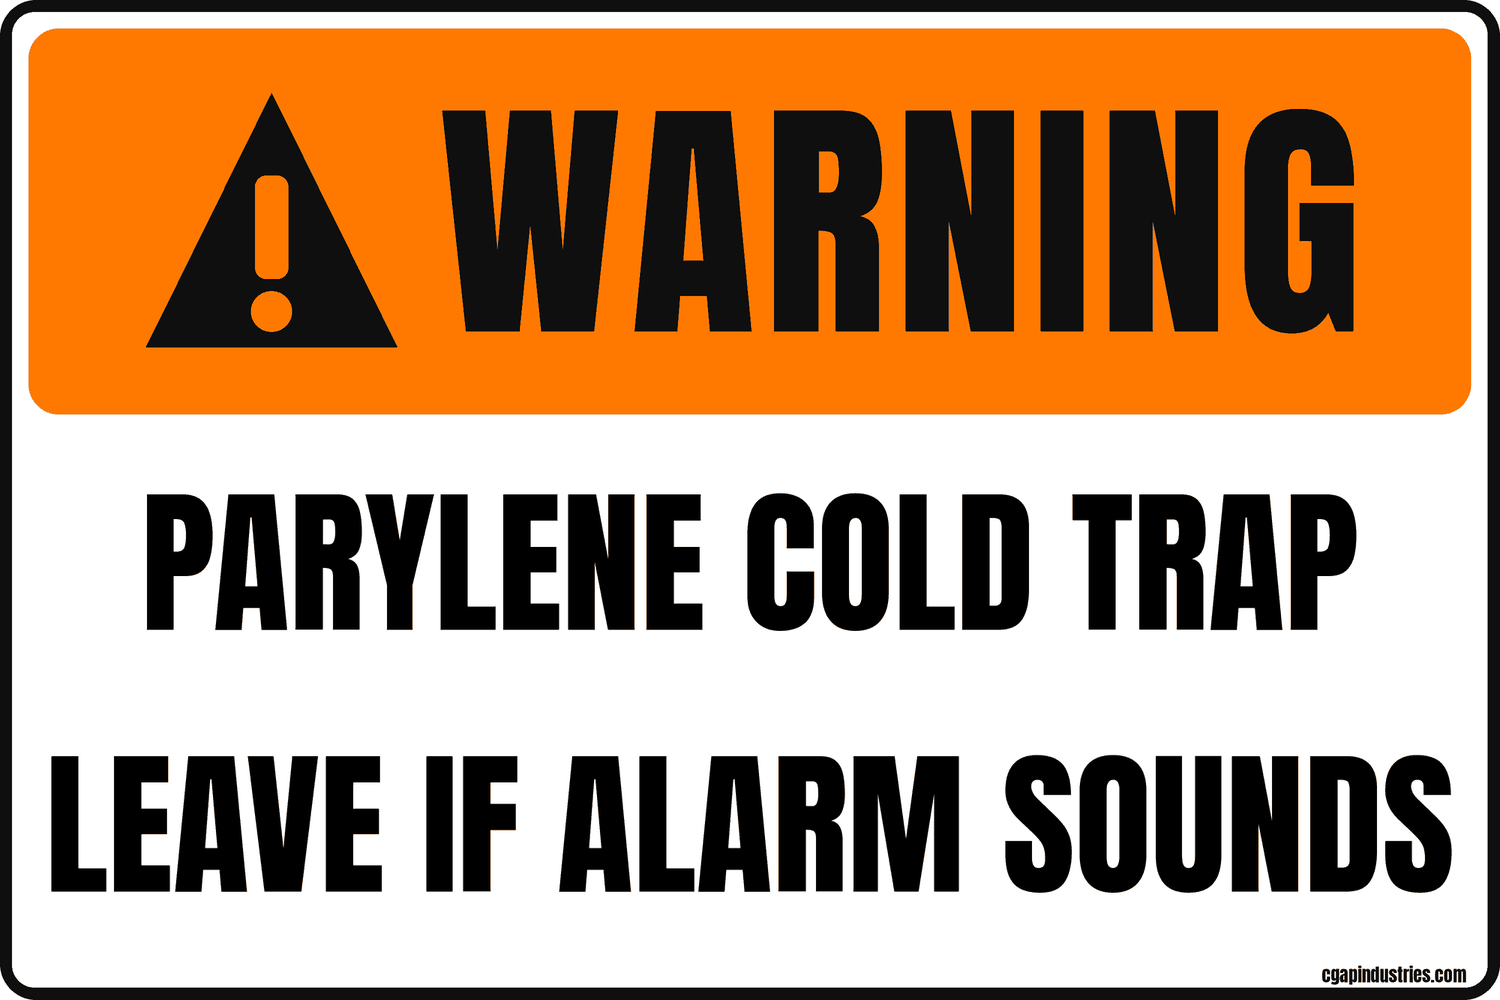 WARNING
PARYLENE COLD TRAP
LEAVE IF ALARM SOUNDS
cgapindustries.com